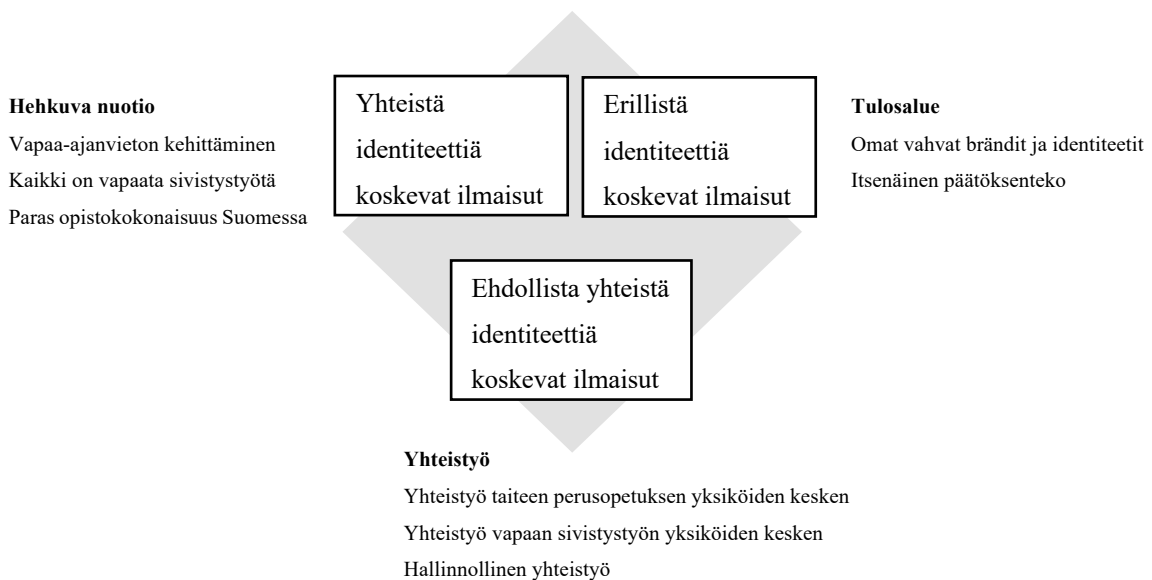 Hehkuva nuotio
Vapaa-ajanvieton kehittäminen
Kaikki on vapaata sivistystyötä
Paras opistokokonaisuus Suomessa
Yhteistä
identiteettiä
koskevat ilmaisut
Erillistä
identiteettiä
koskevat ilmaisut
Tulosalue
Omat vahvat brändit ja identiteetit
Itsenäinen päätöksenteko
Ehdollista yhteistä
identiteettiä
koskevat ilmaisut
Yhteistyö
Yhteistyö taiteen perusopetuksen yksiköiden kesken
Yhteistyö vapaan sivistystyön yksiköiden kesken
Hallinnollinen yhteistyö